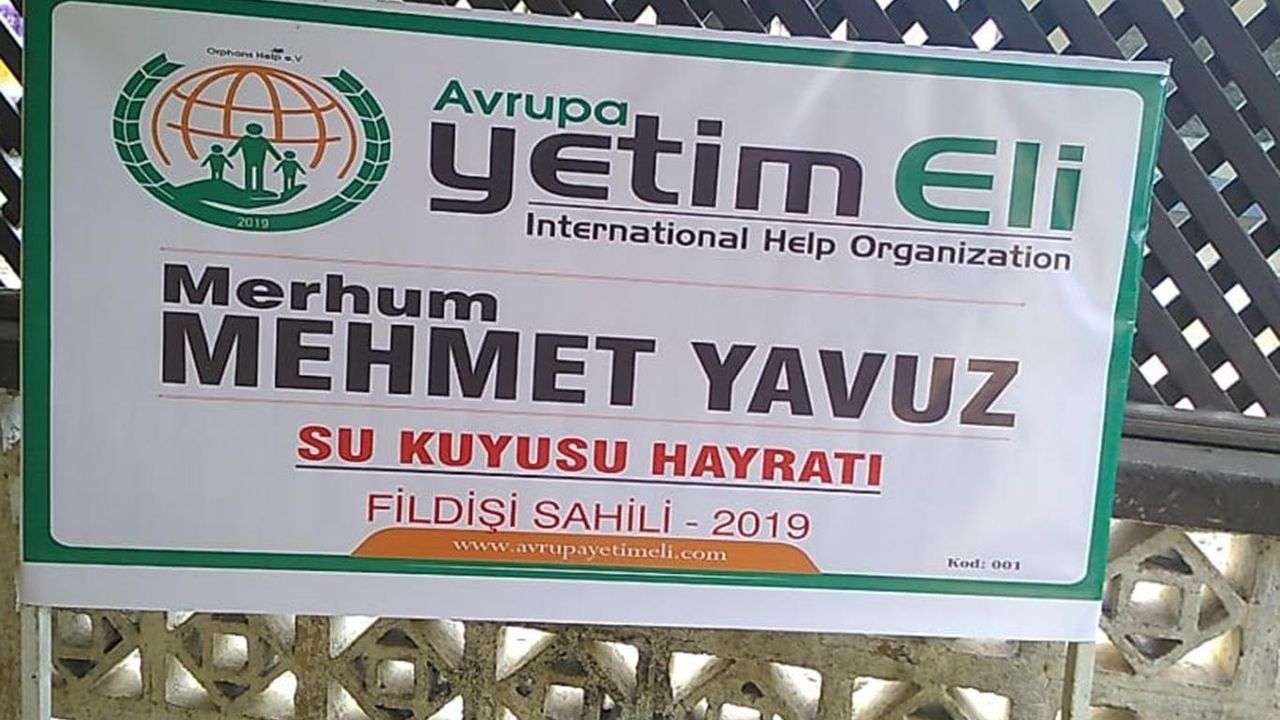 Orphans Help e.V
2019
Avrupa
yetim Eli
International Help Organization
Merhum
MEHMET YAVUZ
SU KUYUSU HAYRATI
FİLDİŞİ SAHİLİ - 2019
www.avrupayetimeli.com
Kod: 001